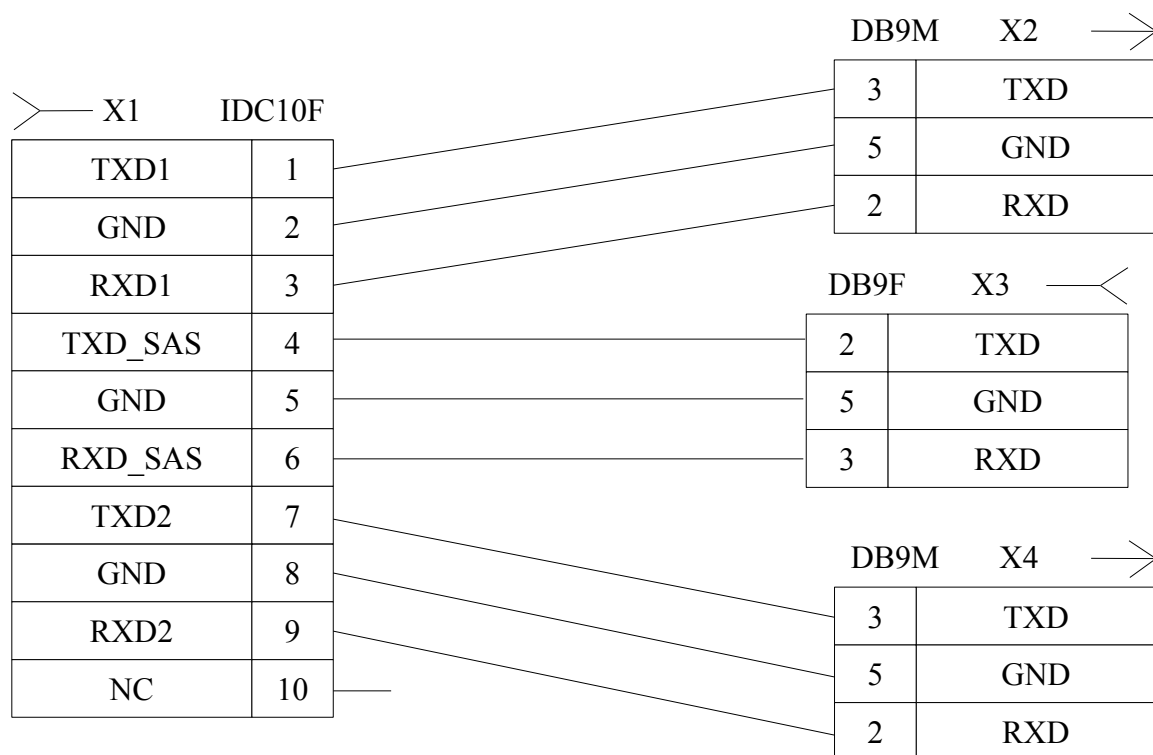 X1 IDC10F
TXD1 1
GND 2
RXD1 3
TXD_SAS 4
GND 5
RXD_SAS 6
TXD2 7
GND 8
RXD2 9
NC 10
DB9M X2
3 TXD
5 GND
2 RXD
DB9F X3
2 TXD
5 GND
3 RXD
DB9M X4
3 TXD
5 GND
2 RXD